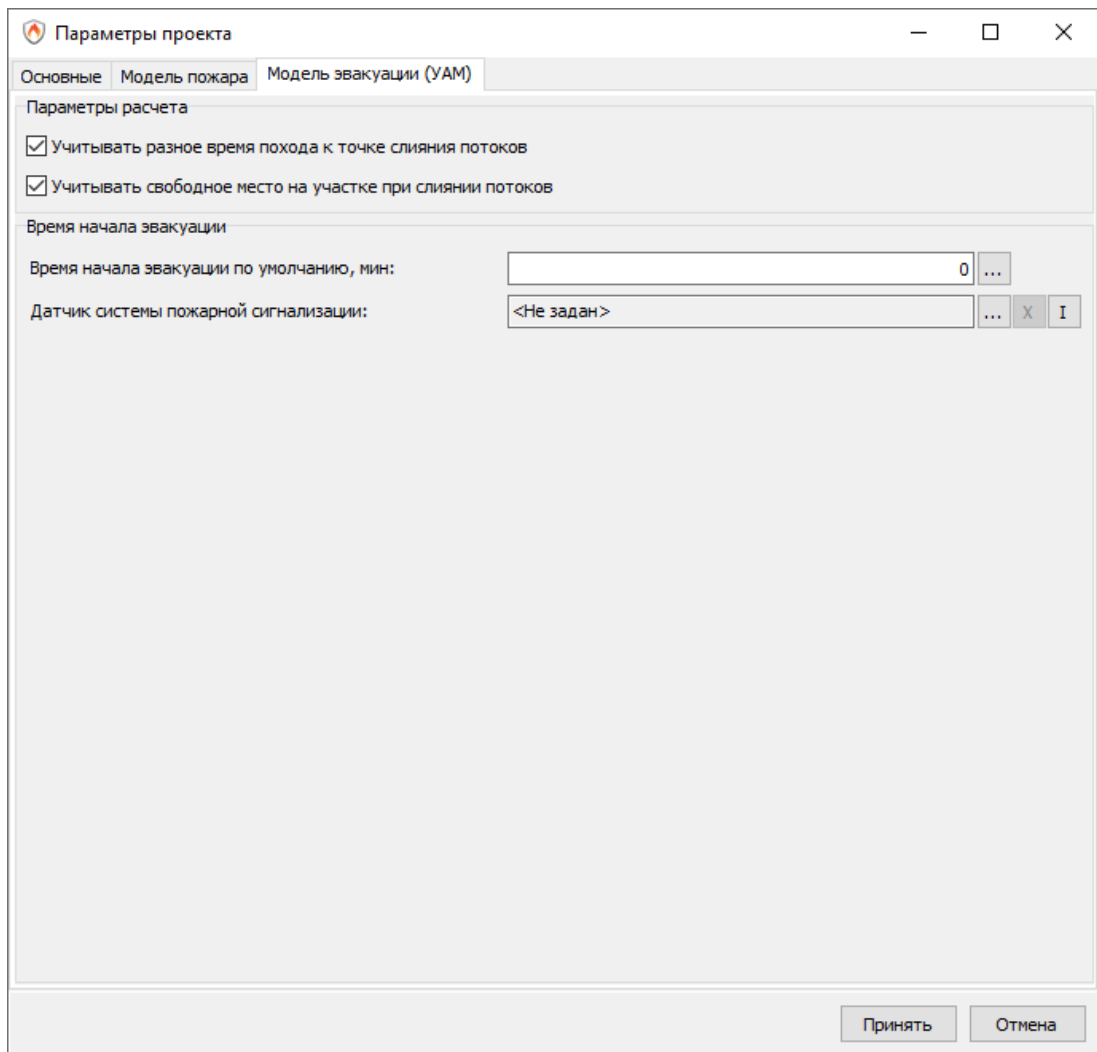 Параметры проекта
Основные Модель пожара Модель эвакуации (УАМ)
Параметры расчета
Учитывать разное время похода к точке слияния потоков
Учитывать свободное место на участке при слиянии потоков
Время начала эвакуации
Время начала эвакуации по умолчанию, мин: 0 ...
Датчик системы пожарной сигнализации: <Не задан> ... X I
Принять Отмена